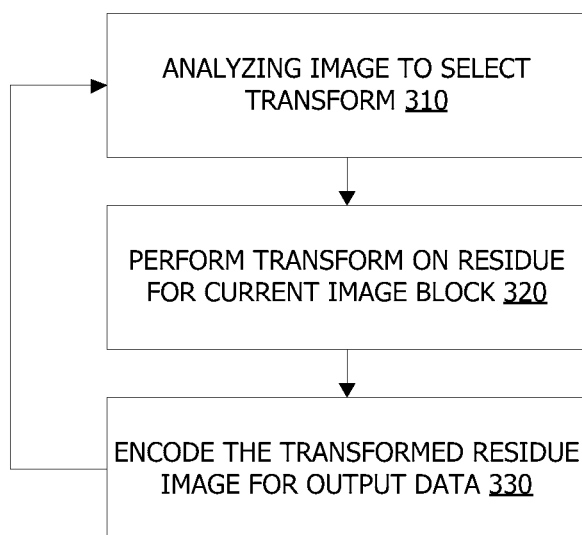 ANALYZING IMAGE TO SELECT
TRANSFORM 310
PERFORM TRANSFORM ON RESIDUE
FOR CURRENT IMAGE BLOCK 320
ENCODE THE TRANSFORMED RESIDUE
IMAGE FOR OUTPUT DATA 330